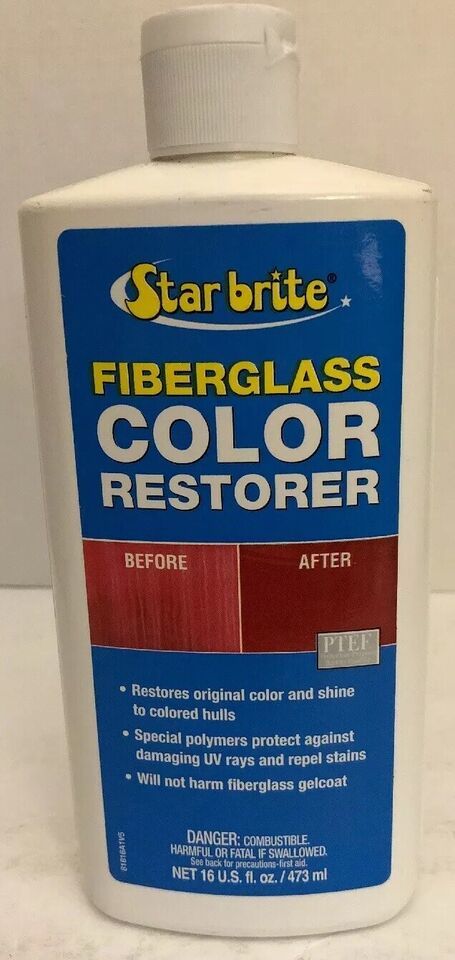 Star brite®
FIBERGLASS
COLOR
RESTORER
BEFORE
AFTER
PTEF
• Restores original color and shine
to colored hulls
• Special polymers protect against
damaging UV rays and repel stains
• Will not harm fiberglass gelcoat
DANGER: COMBUSTIBLE.
HARMFUL OR FATAL IF SWALLOWED.
See back for precautions-first aid.
NET 16 U.S. fl. oz. / 473 ml